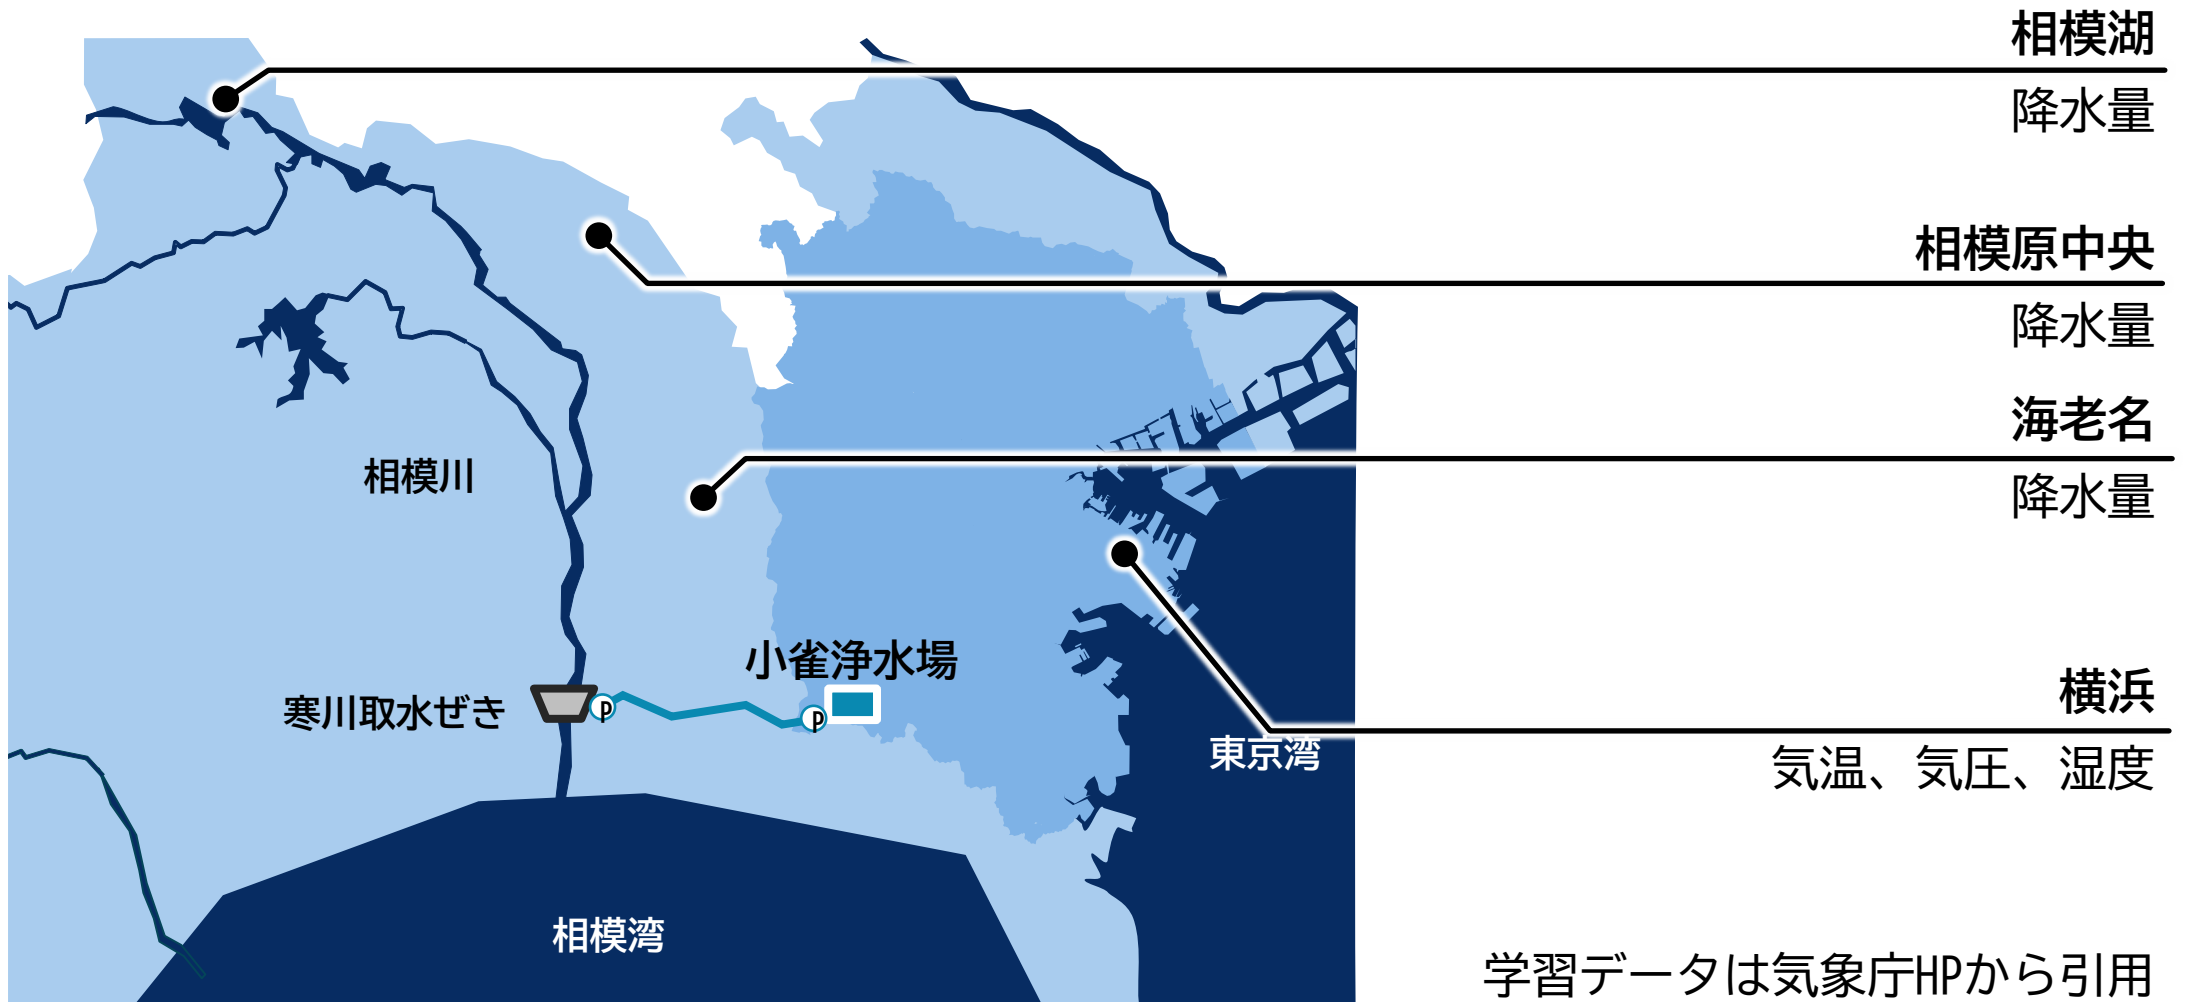 相模湖
降水量
相模原中央
降水量
海老名
降水量
相模川
小雀浄水場
寒川取水ぜき
p
p
横浜
東京湾
気温、気圧、湿度
相模湾
学習データは気象庁HPから引用